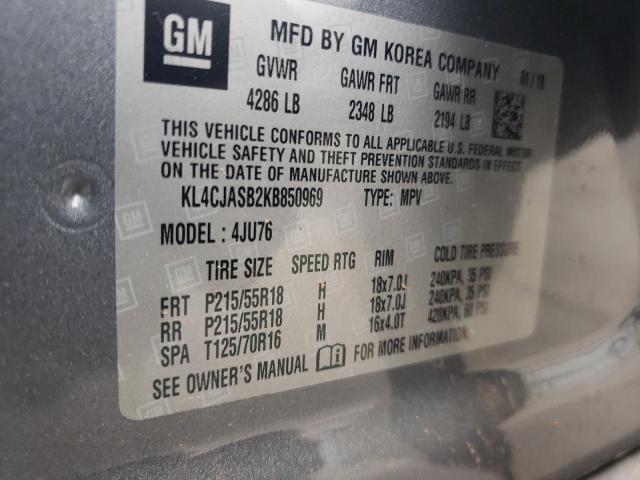 GM MFD BY GM KOREA COMPANY 01 / 19
GVWR GAWR FRT GAWR RR
4286 LB 2348 LB 2194 LB
THIS VEHICLE CONFORMS TO ALL APPLICABLE U.S. FEDERAL MOTOR
VEHICLE SAFETY AND THEFT PREVENTION STANDARDS IN EFFECT
ON THE DATE OF MANUFACTURE SHOWN ABOVE.
KL4CJASB2KB850969 TYPE: MPV
MODEL : 4JU76
TIRE SIZE SPEED RTG RIM COLD TIRE PRESSURE
FRT P215/55R18 H 18x7.0J 240KPA, 35 PSI
RR P215/55R18 H 18x7.0J 240KPA, 35 PSI
SPA T125/70R16 M 16x4.0T 420KPA, 60 PSI
SEE OWNER'S MANUAL FOR MORE INFORMATION.